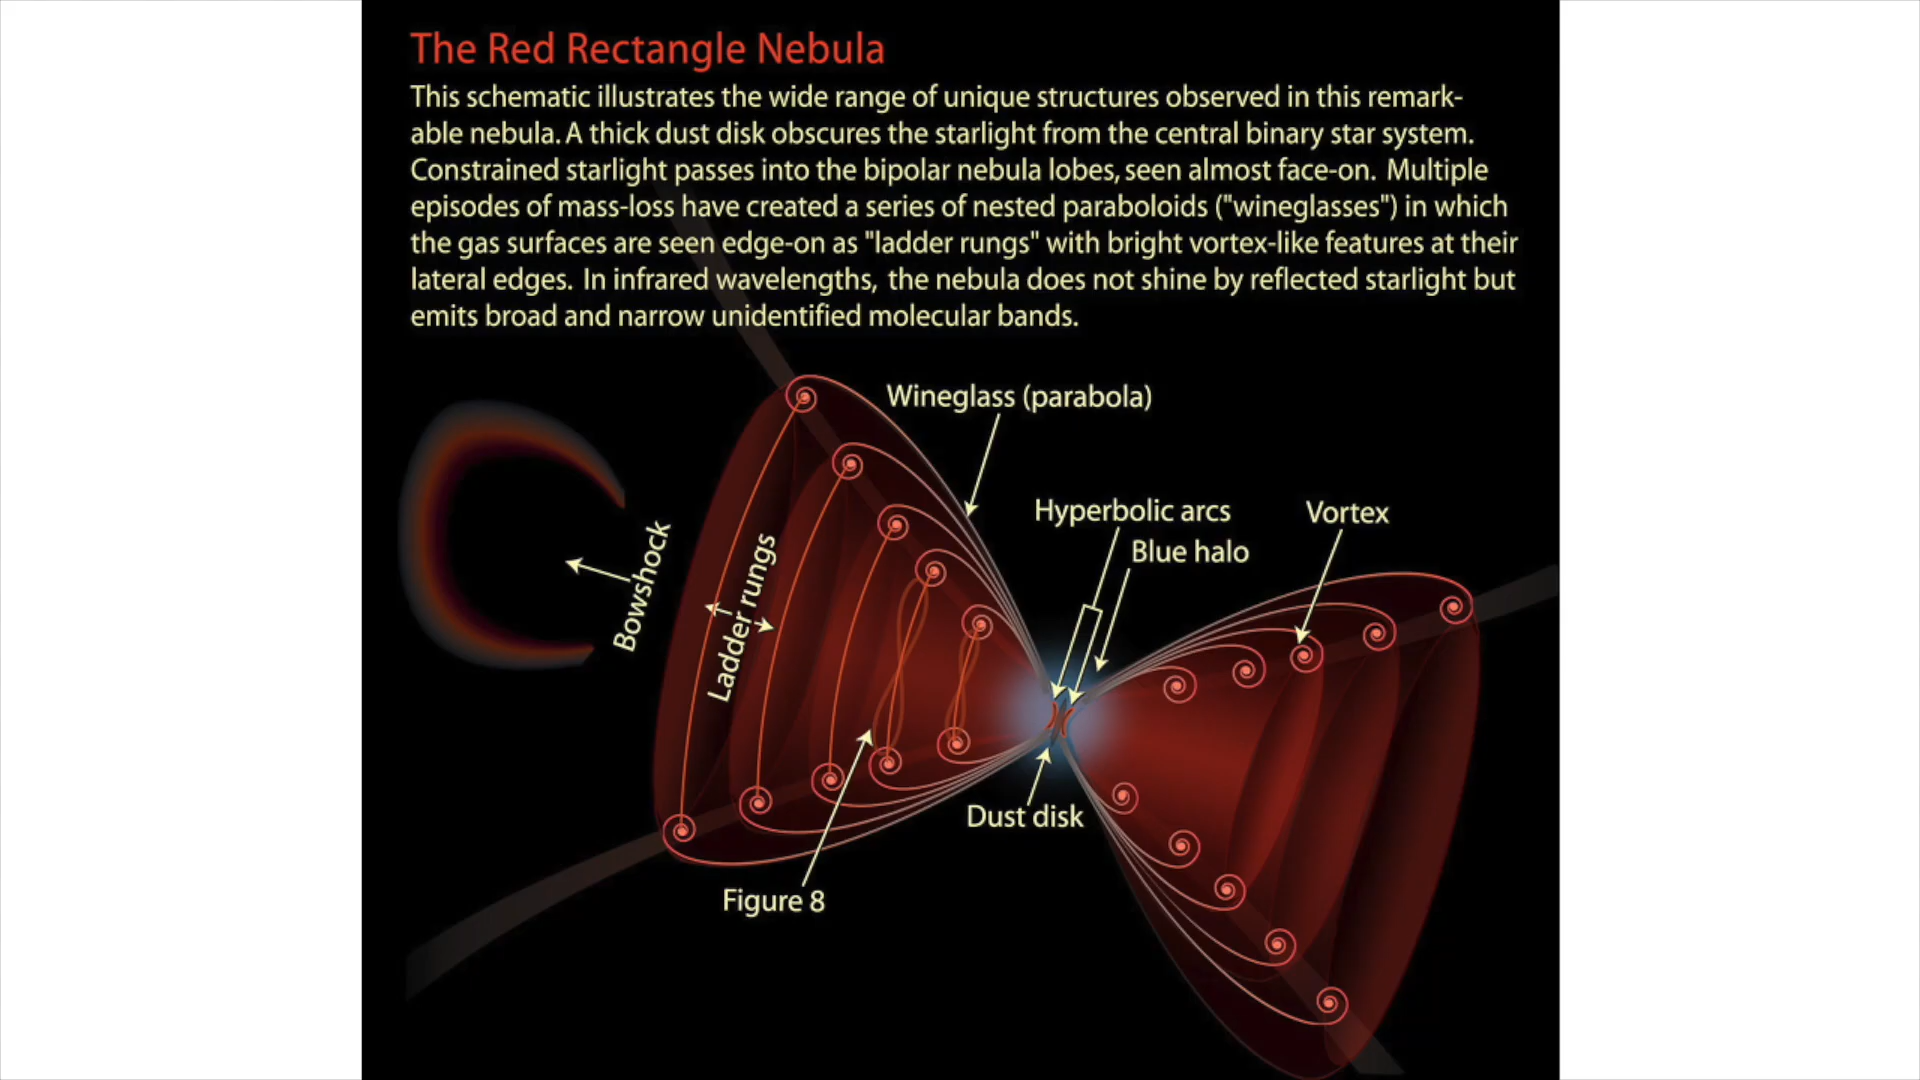 The Red Rectangle Nebula
This schematic illustrates the wide range of unique structures observed in this remark-
able nebula. A thick dust disk obscures the starlight from the central binary star system.
Constrained starlight passes into the bipolar nebula lobes, seen almost face-on. Multiple
episodes of mass-loss have created a series of nested paraboloids ("wineglasses") in which
the gas surfaces are seen edge-on as "ladder rungs" with bright vortex-like features at their
lateral edges. In infrared wavelengths, the nebula does not shine by reflected starlight but
emits broad and narrow unidentified molecular bands.
Wineglass (parabola)
Hyperbolic arcs
Vortex
Blue halo
Bowshock
Ladder rungs
Dust disk
Figure 8